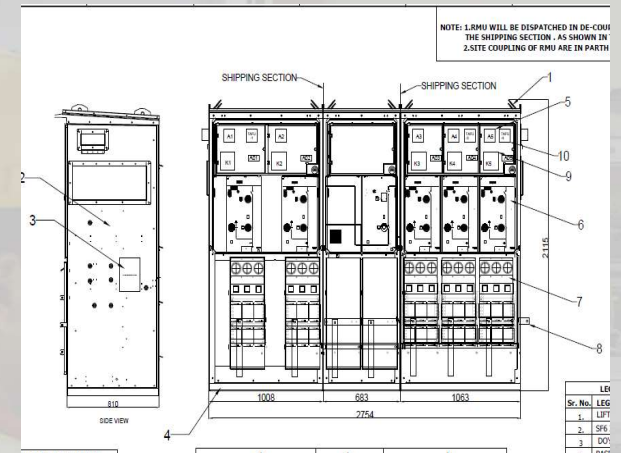 NOTE: 1.RMU WILL BE DISPATCHED IN DE-COU
THE SHIPPING SECTION . AS SHOWN IN
2.SITE COUPLING OF RMU ARE IN PARTH
SHIPPING SECTION
SHIPPING SECTION
1
5
A1
A2
A3
A4
A5
10
K1
K2
K3
K4
9
2
6
3
2115
7
8
810
SIDE VIEW
1008
683
1063
2754
4
Sr. No.
1.
LIFT
2.
SF6
3